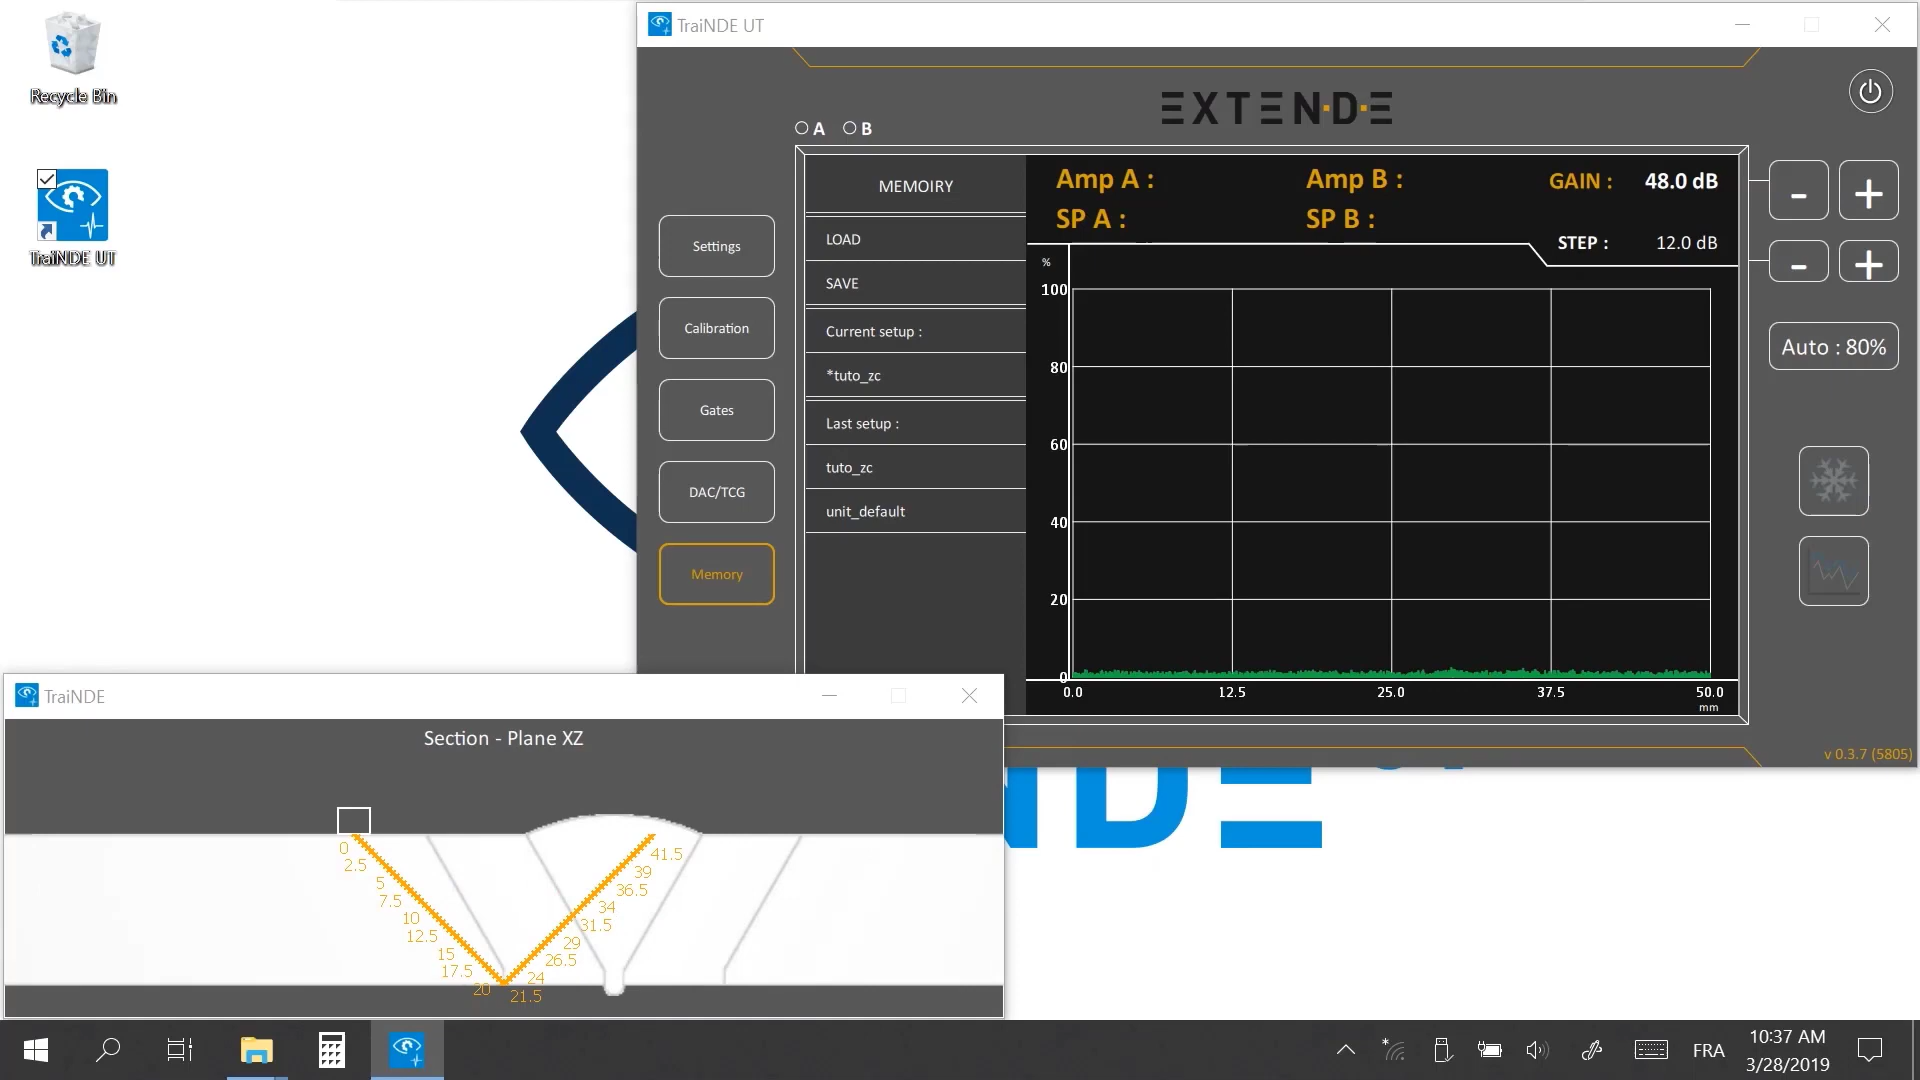 Recycle Bin
TraiNDE UT
TraiNDE UT
EXTEN·D·E
A B
MEMOIRY
LOAD
SAVE
Current setup :
*tuto_zc
Last setup :
tuto_zc
unit_default
Settings
Calibration
Gates
DAC/TCG
Memory
Amp A :
Amp B :
GAIN : 48.0 dB
SP A :
SP B :
STEP : 12.0 dB
%
100
80
60
40
20
0
0.0 12.5 25.0 37.5 50.0
mm
- +
- +
Auto : 80%
v 0.3.7 (5805)
NDE
TraiNDE
Section - Plane XZ
0
2.5
5
7.5
10
12.5
15
17.5
20
21.5
24
26.5
29
31.5
34
36.5
39
41.5
FRA
10:37 AM
3/28/2019